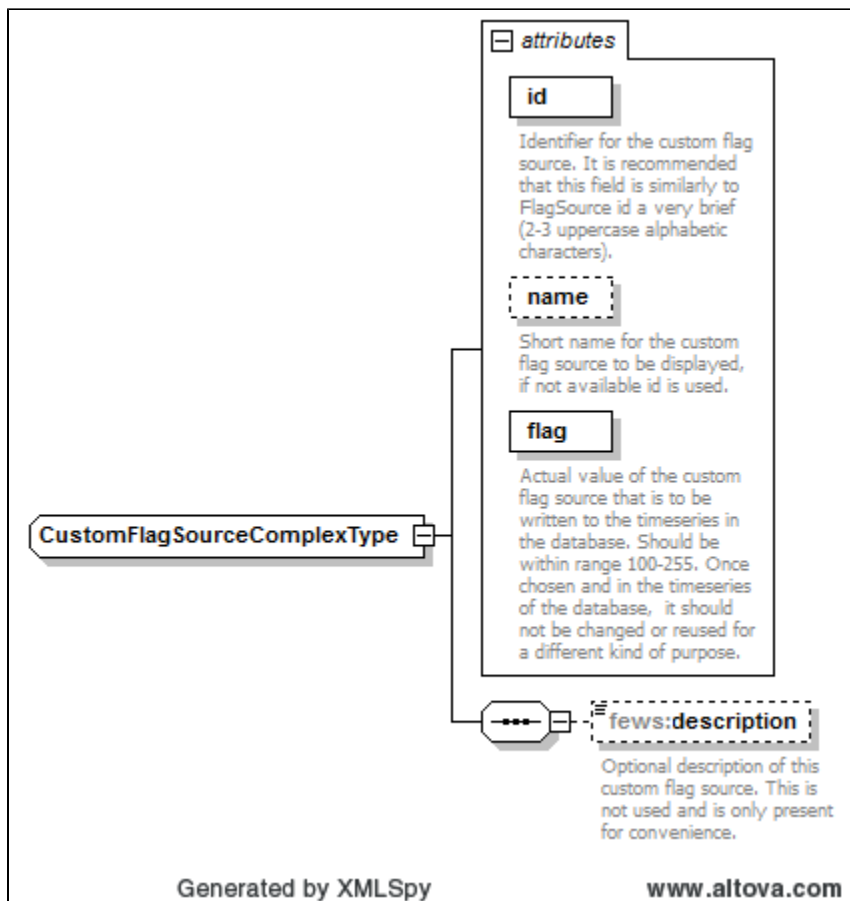 attributes
id
Identifier for the custom flag
source. It is recommended
that this field is similarly to
FlagSource id a very brief
(2-3 uppercase alphabetic
characters).
name
Short name for the custom
flag source to be displayed,
if not available id is used.
flag
Actual value of the custom
flag source that is to be
written to the timeseries in
the database. Should be
within range 100-255. Once
chosen and in the timeseries
of the database,  it should
not be changed or reused for
a different kind of purpose.
CustomFlagSourceComplexType
fews:description
Optional description of this
custom flag source. This is
not used and is only present
for convenience.
Generated by XMLSpy
www.altova.com